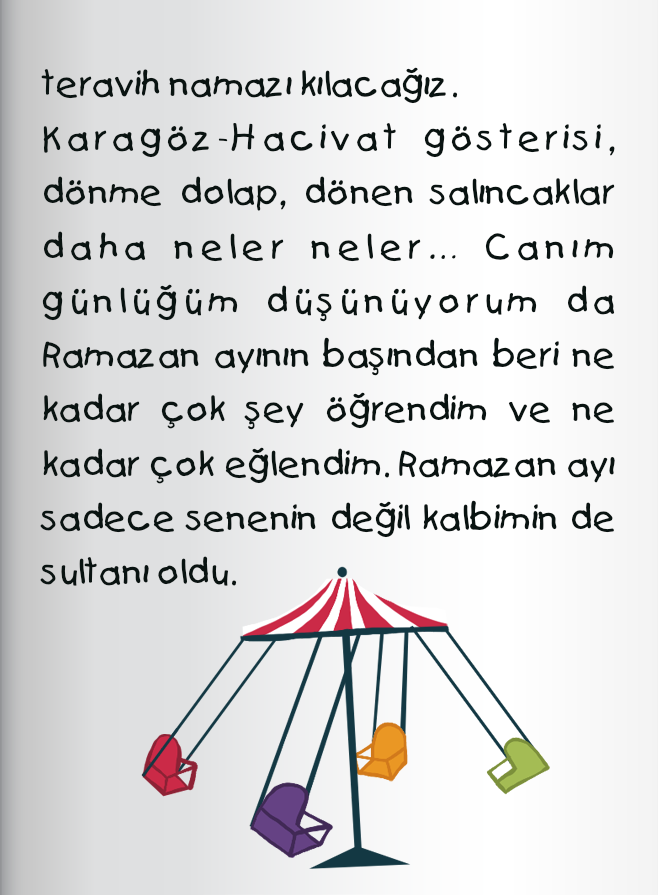 teravih namazı kılacağız.
Karagöz-Hacivat gösterisi,
dönme dolap, dönen salıncaklar
daha neler neler... Canım
günlüğüm düşünüyorum da
Ramazan ayının başından beri ne
kadar çok şey öğrendim ve ne
kadar çok eğlendim. Ramazan ayı
sadece senenin değil kalbimin de
sultanı oldu.